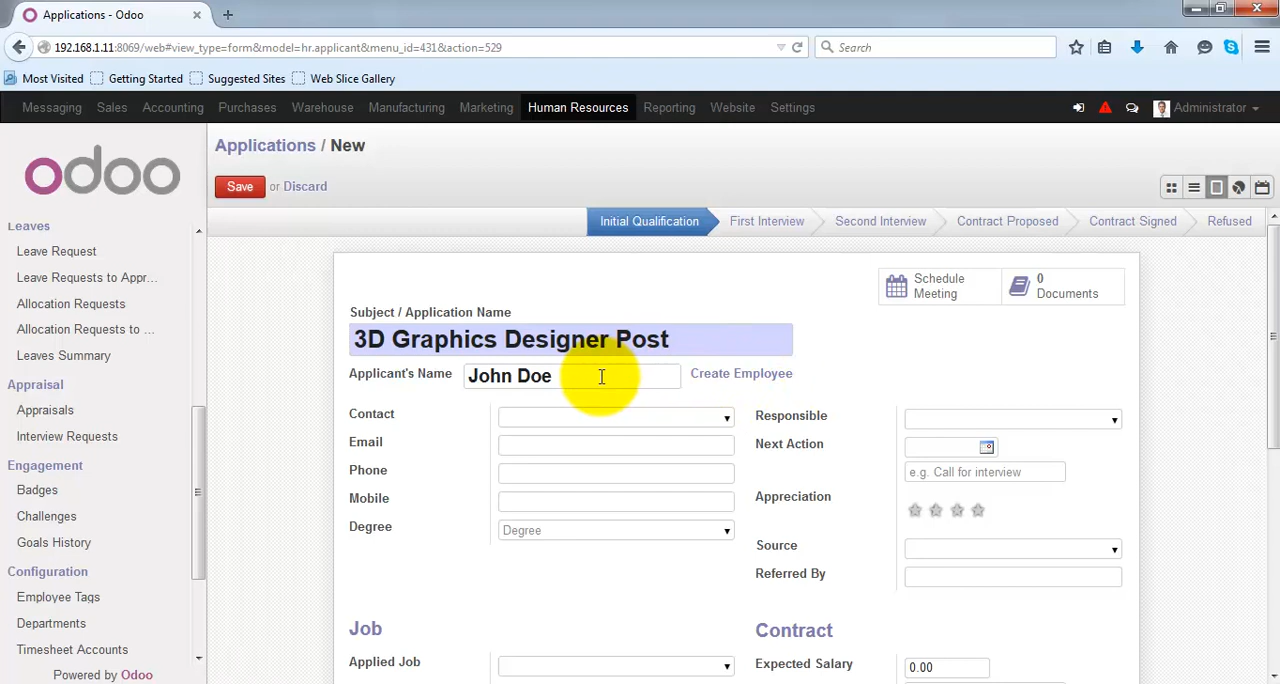 Applications - Odoo
192.168.1.11:8069/web#view_type=form&model=hr.applicant&menu_id=431&action=529
Search
Most Visited Getting Started Suggested Sites Web Slice Gallery
Messaging Sales Accounting Purchases Warehouse Manufacturing Marketing Human Resources Reporting Website Settings Administrator
odoo
Leaves
Leave Request
Leave Requests to Appr...
Allocation Requests
Allocation Requests to ...
Leaves Summary
Appraisal
Appraisals
Interview Requests
Engagement
Badges
Challenges
Goals History
Configuration
Employee Tags
Departments
Timesheet Accounts
Powered by Odoo
Applications / New
Save or Discard
Initial Qualification First Interview Second Interview Contract Proposed Contract Signed Refused
Schedule
Meeting
0
Documents
Subject / Application Name
3D Graphics Designer Post
Applicant's Name John Doe Create Employee
Contact
Email
Phone
Mobile
Degree Degree
Responsible
Next Action
e.g. Call for interview
Appreciation
Source
Referred By
Job
Applied Job
Contract
Expected Salary 0.00